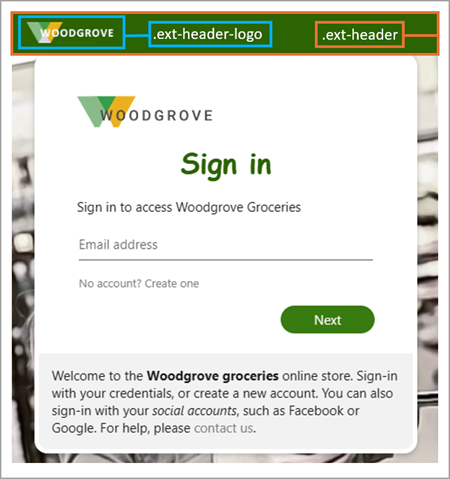 WOODGROVE .ext-header-logo .ext-header
WOODGROVE
Sign in
Sign in to access Woodgrove Groceries
Email address
No account? Create one
Next
Welcome to the Woodgrove groceries online store. Sign-in
with your credentials, or create a new account. You can also
sign-in with your social accounts, such as Facebook or
Google. For help, please contact us.